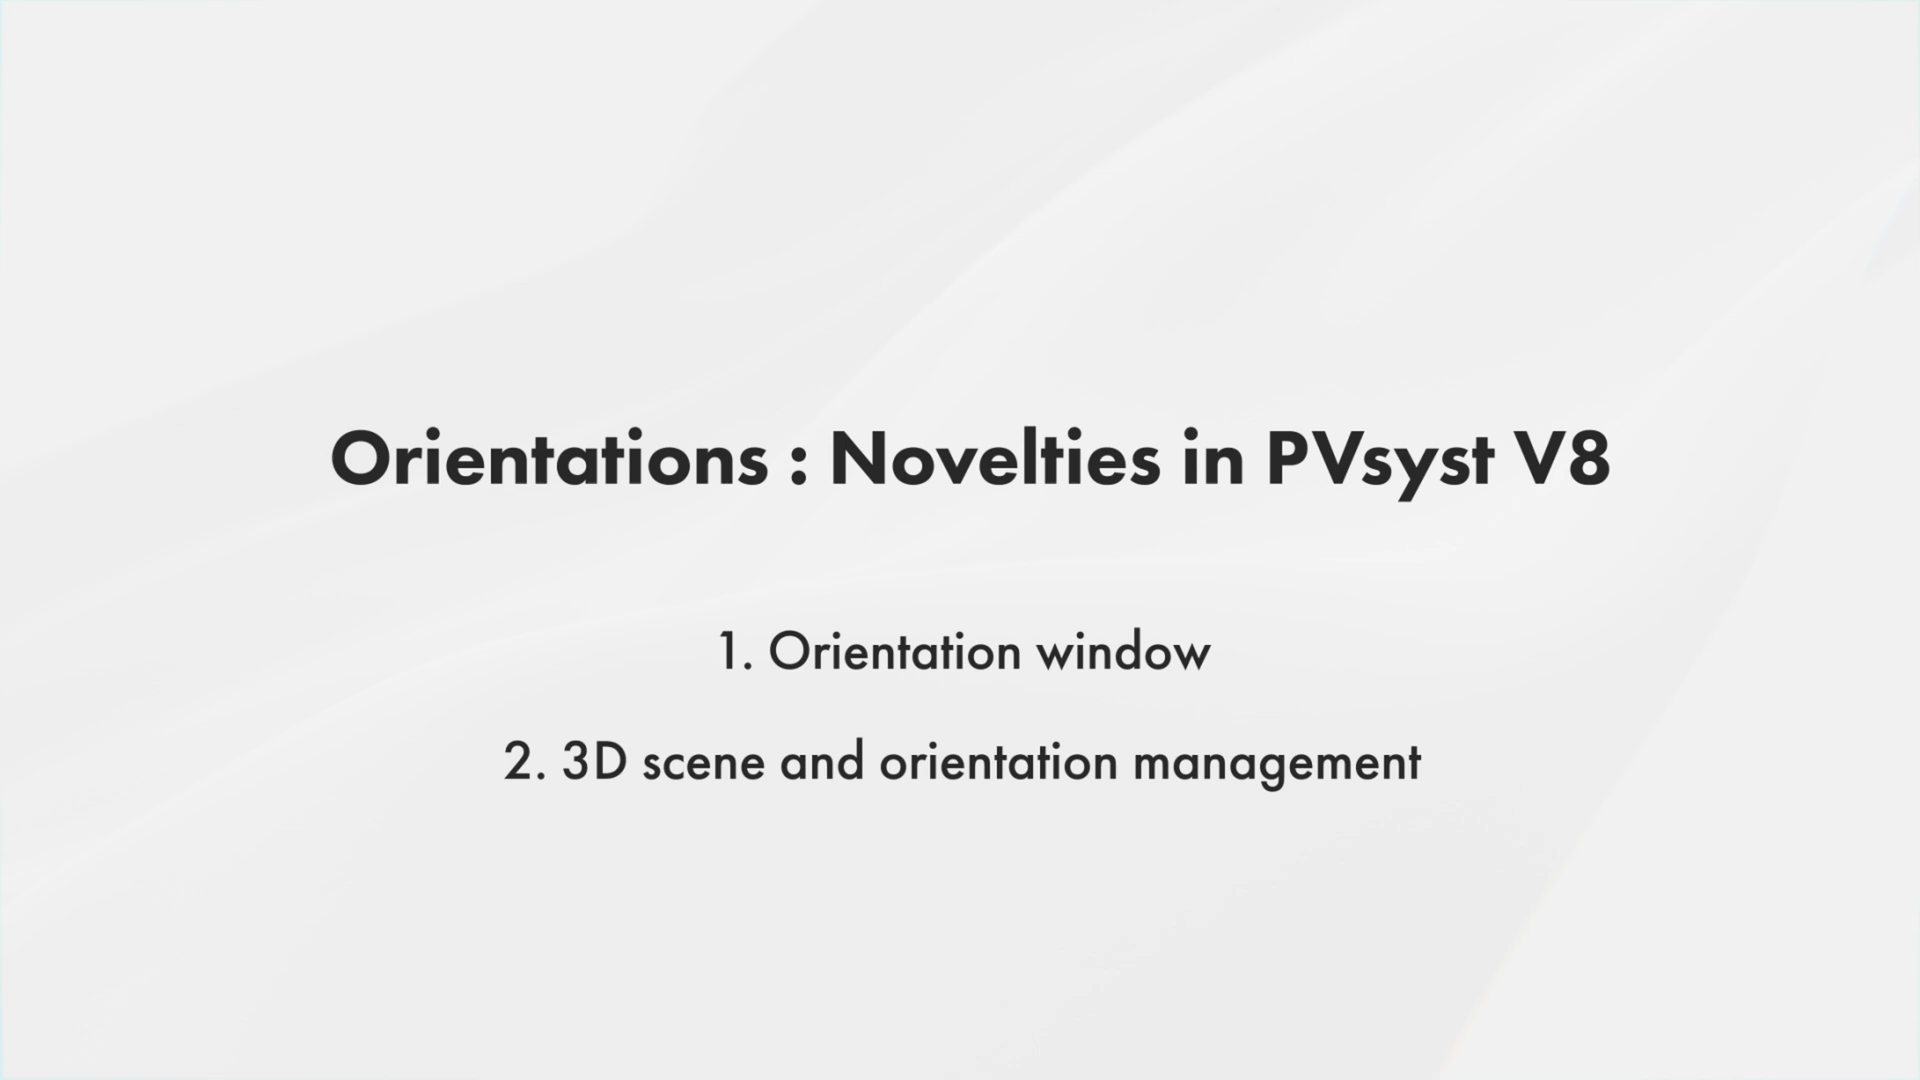 Orientations : Novelties in PVsyst V8
1. Orientation window
2. 3D scene and orientation management